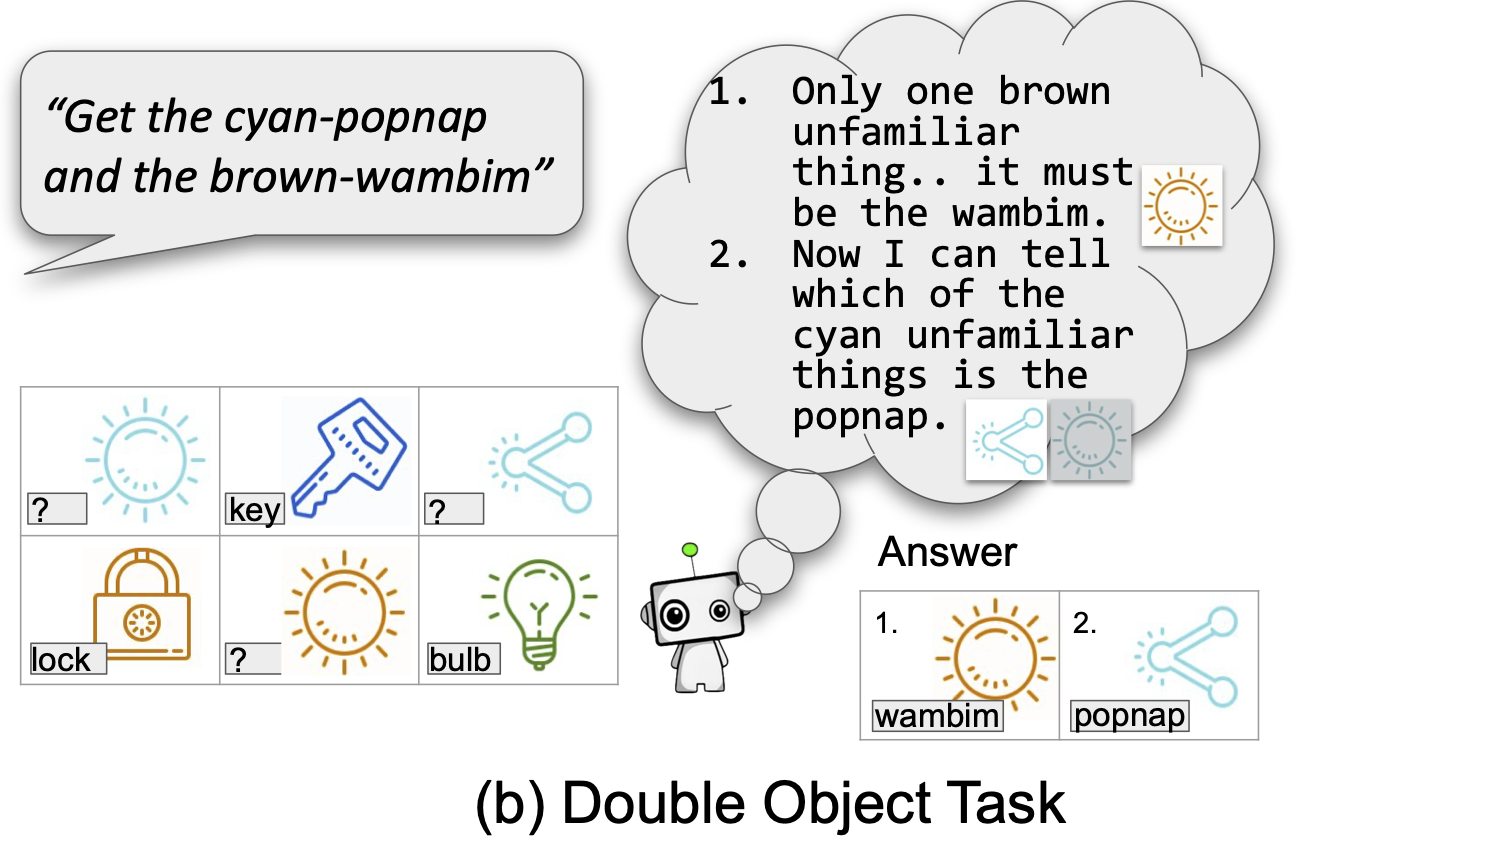 “Get the cyan-popnap
and the brown-wambim”
1. Only one brown
unfamiliar
thing.. it must
be the wambim.
2. Now I can tell
which of the
cyan unfamiliar
things is the
popnap.
?
key
?
lock
?
bulb
Answer
1.
2.
wambim
popnap
(b) Double Object Task